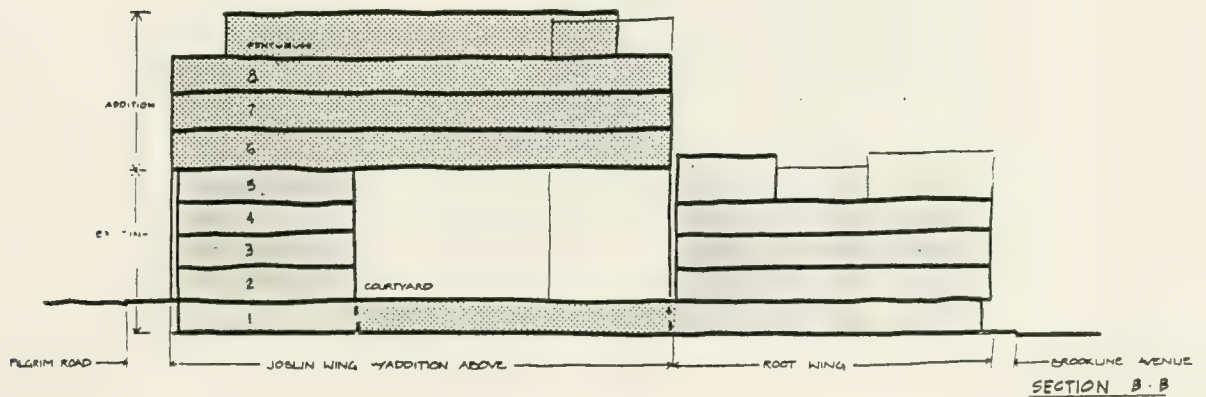 PENTHOUSE
8
7
ADDITION
6
5
4
3
2
COURTYARD
1
PILGRIM ROAD
JOSLIN WING W/ADDITION ABOVE
ROOT WING
BROOKLINE AVENUE
SECTION B-B